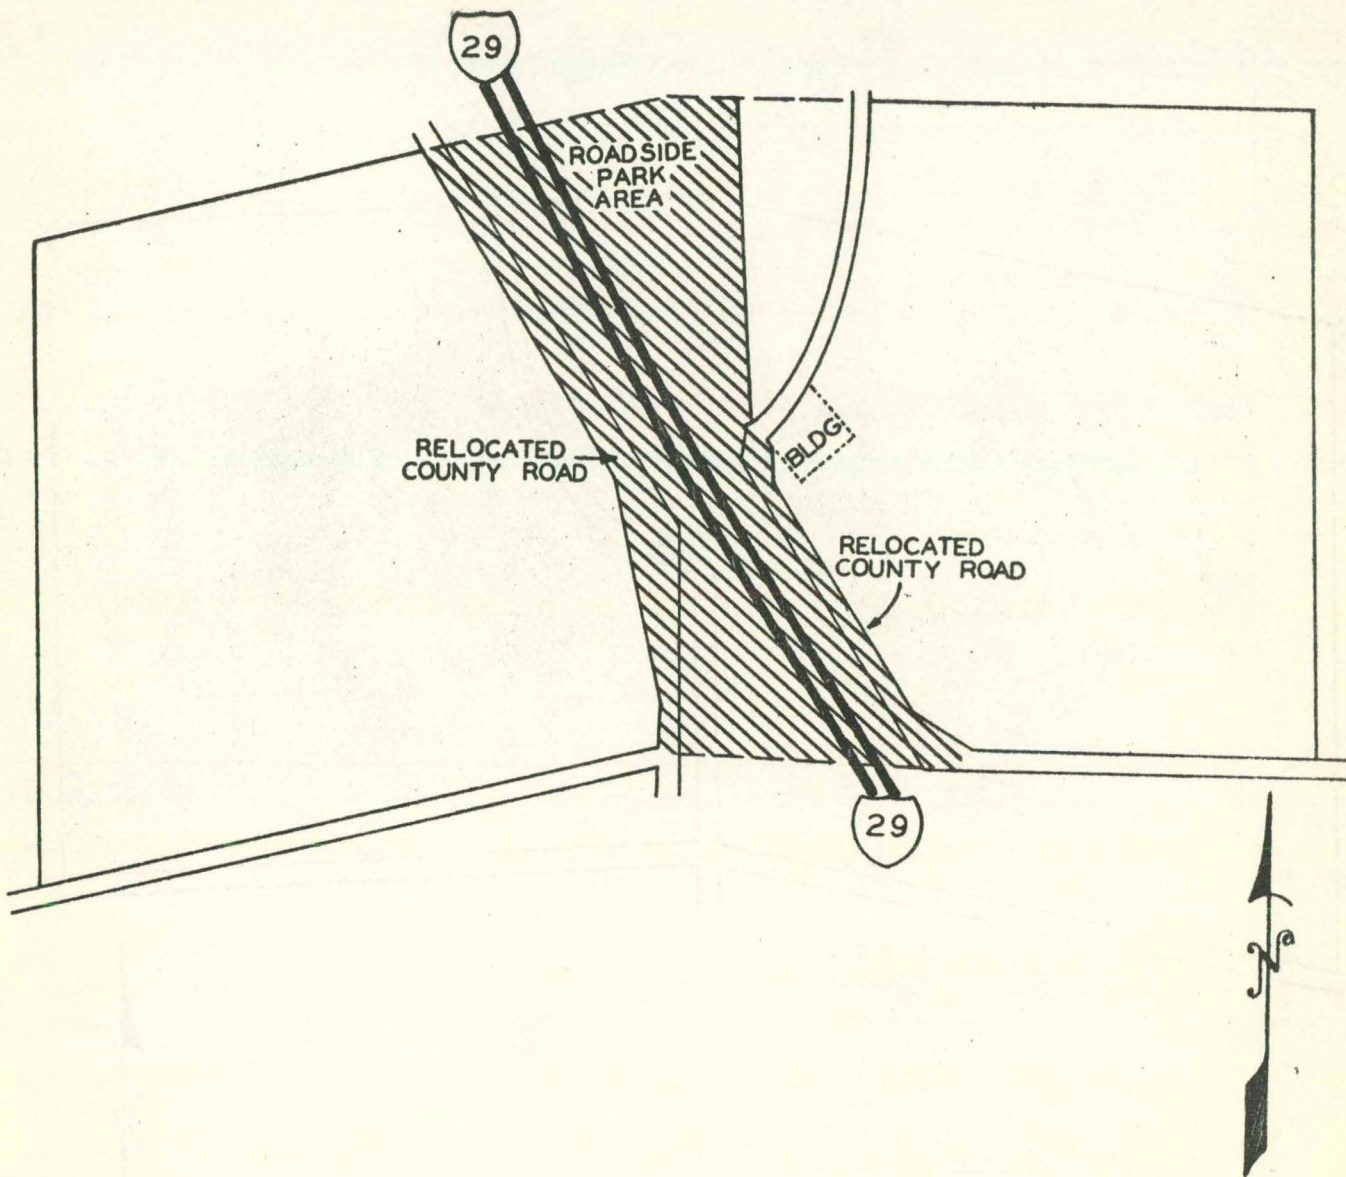 29
ROADSIDE
PARK
AREA
RELOCATED
COUNTY ROAD
BLDG
RELOCATED
COUNTY ROAD
29
N